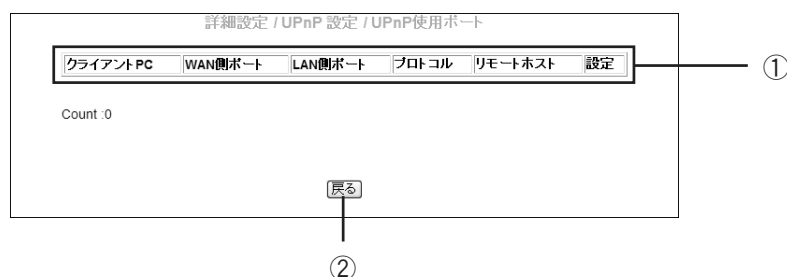 詳細設定 / UPnP 設定 / UPnP使用ポート
クライアントPC WAN側ポート LAN側ポート プロトコル リモートホスト 設定
①
Count :0
戻る
②